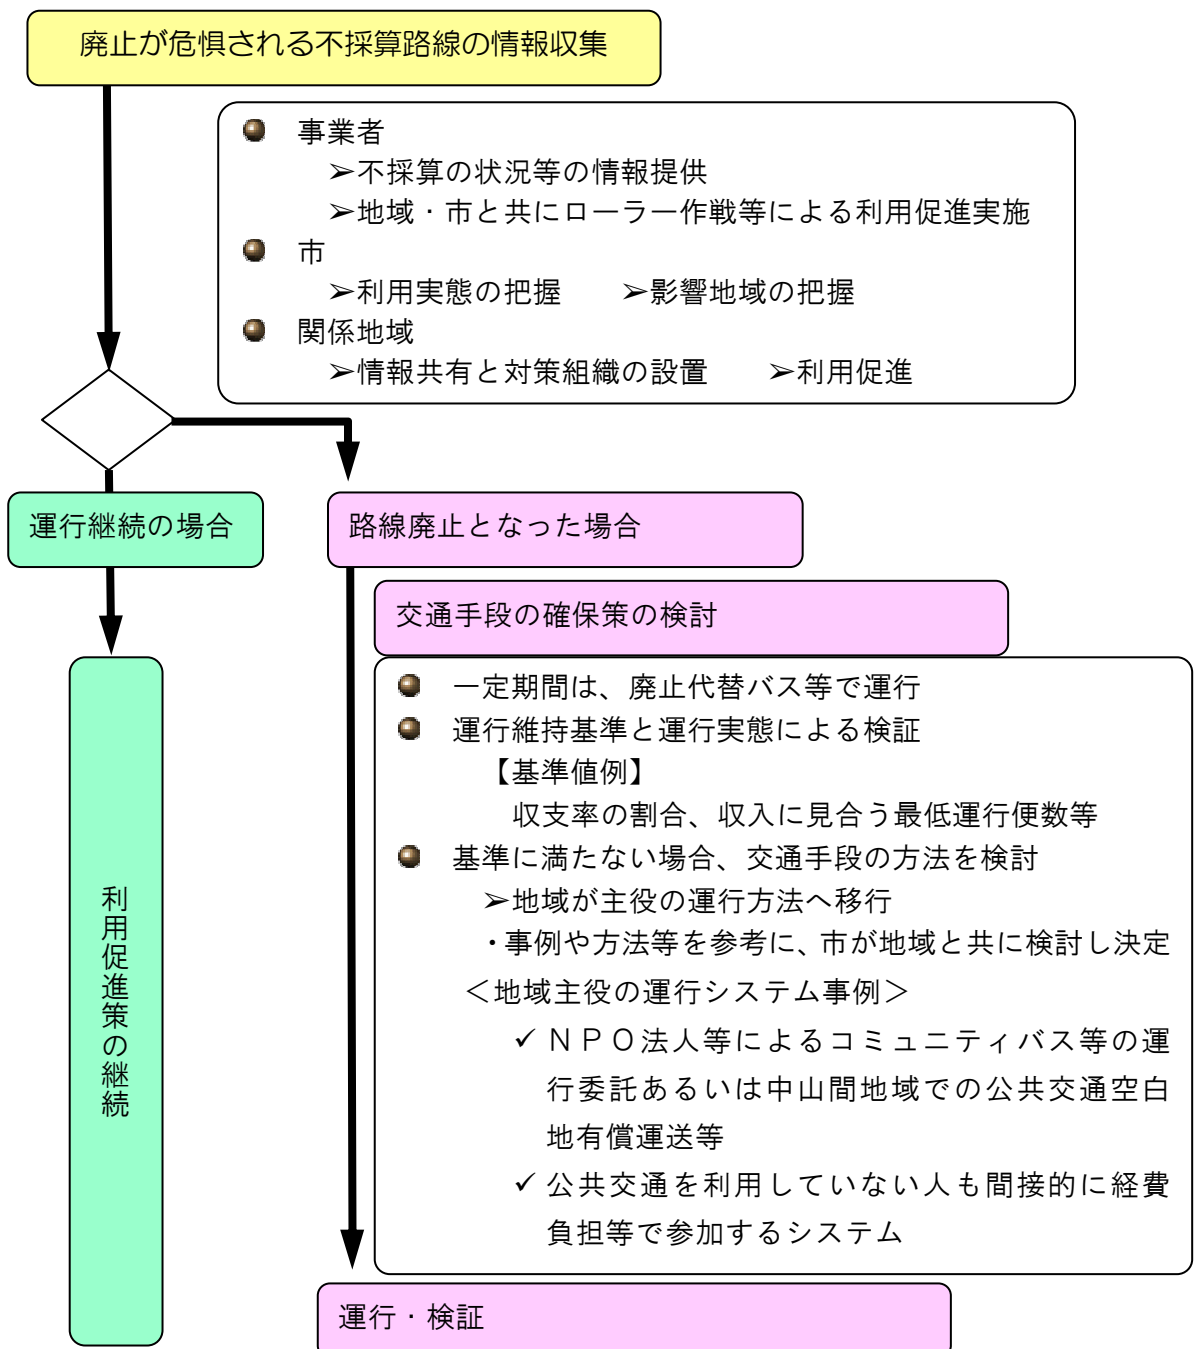 廃止が危惧される不採算路線の情報収集
事業者
➢不採算の状況等の情報提供
➢地域・市と共にローラー作戦等による利用促進実施
市
➢利用実態の把握　　➢影響地域の把握
関係地域
➢情報共有と対策組織の設置　　➢利用促進
運行継続の場合
路線廃止となった場合
利用促進策の継続
交通手段の確保策の検討
一定期間は、廃止代替バス等で運行
運行維持基準と運行実態による検証
【基準値例】
収支率の割合、収入に見合う最低運行便数等
基準に満たない場合、交通手段の方法を検討
➢地域が主役の運行方法へ移行
・事例や方法等を参考に、市が地域と共に検討し決定
＜地域主役の運行システム事例＞
✓ＮＰＯ法人等によるコミュニティバス等の運
行委託あるいは中山間地域での公共交通空白
地有償運送等
✓公共交通を利用していない人も間接的に経費
負担等で参加するシステム
運行・検証